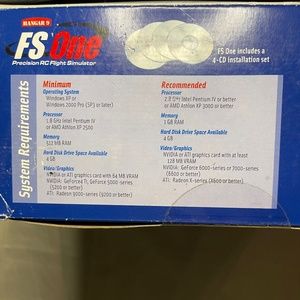 HANGAR 9
FS One
Precision RC Flight Simulator
FS One includes a
4-CD installation set
System Requirements
Minimum
Operating System
Windows XP or
Windows 2000 Pro (SP3 or later)
Processor
1.8 GHz Intel Pentium IV
or AMD Athlon XP 2500
Memory
512 MB RAM
Hard Disk Drive Space Available
4 GB
Video/Graphics
NVIDIA or ATI graphics card with 64 MB VRAM
NVIDIA: GeForce3 Ti, GeForce 5000-series
(5200 or better)
ATI: Radeon 9000-series (9200 or better)
Recommended
Processor
2.8 GHz Intel Pentium IV or better
or AMD Athlon XP 3000 or better
Memory
1 GB RAM
Hard Disk Drive Space Available
4 GB
Video/Graphics
NVIDIA or ATI graphics card with at least
128 MB VRAM
NVIDIA: GeForce 6000-series or 7000-series
(6600 or better)
ATI: Radeon X-series (X600 or better)